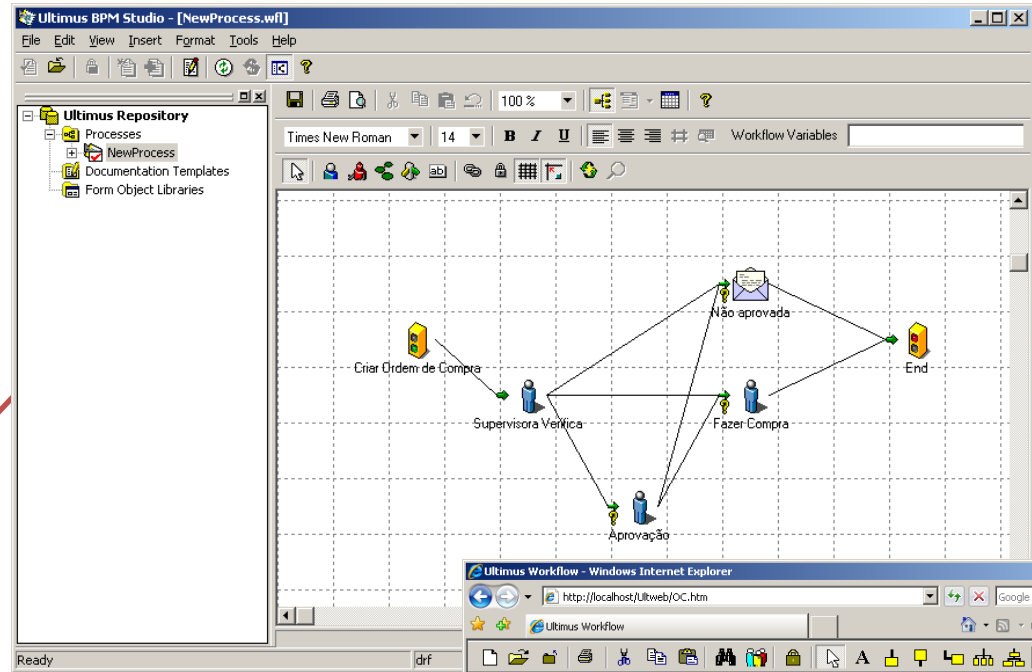 Ultimus BPM Studio - [NewProcess.wfl]
File Edit View Insert Format Tools Help
Ultimus Repository
Processes
NewProcess
Documentation Templates
Form Object Libraries
100 %
Times New Roman 14 B I U Workflow Variables
ab|
Não aprovada
Criar Ordem de Compra
End
Supervisora Verifica
Fazer Compra
Aprovação
Ready
drf
Ultimus Workflow - Windows Internet Explorer
http://localhost/Ultweb/OC.htm
Google
Ultimus Workflow
A